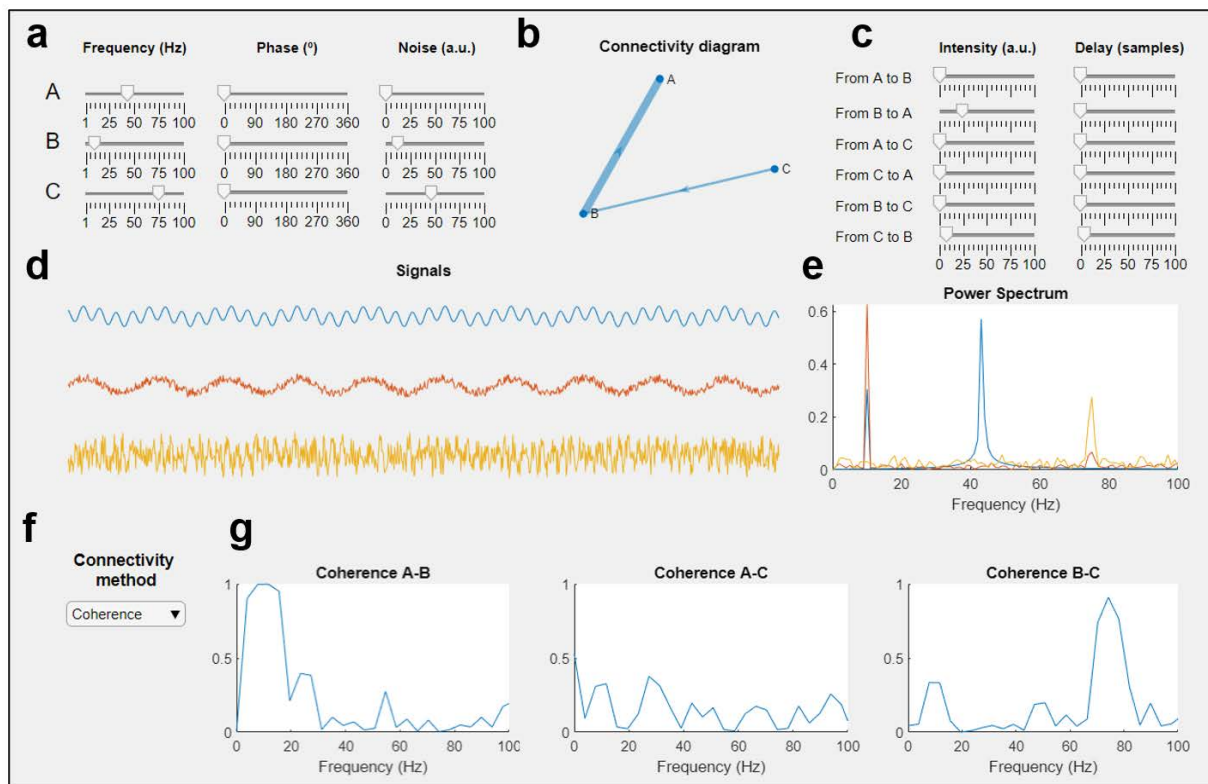 a
Frequency (Hz) Phase (º) Noise (a.u.)
A
1 25 50 75 100 0 90 180 270 360 0 25 50 75 100
B
1 25 50 75 100 0 90 180 270 360 0 25 50 75 100
C
1 25 50 75 100 0 90 180 270 360 0 25 50 75 100
b
Connectivity diagram
A
C
B
c
Intensity (a.u.) Delay (samples)
From A to B
From B to A
From A to C
From C to A
From B to C
From C to B
0 25 50 75 100 0 25 50 75 100
d
Signals
e
Power Spectrum
0.6
0.4
0.2
0
0 20 40 60 80 100
Frequency (Hz)
f
Connectivity
method
Coherence
g
Coherence A-B
1
0.5
0
0 20 40 60 80 100
Frequency (Hz)
Coherence A-C
1
0.5
0
0 20 40 60 80 100
Frequency (Hz)
Coherence B-C
1
0.5
0
0 20 40 60 80 100
Frequency (Hz)